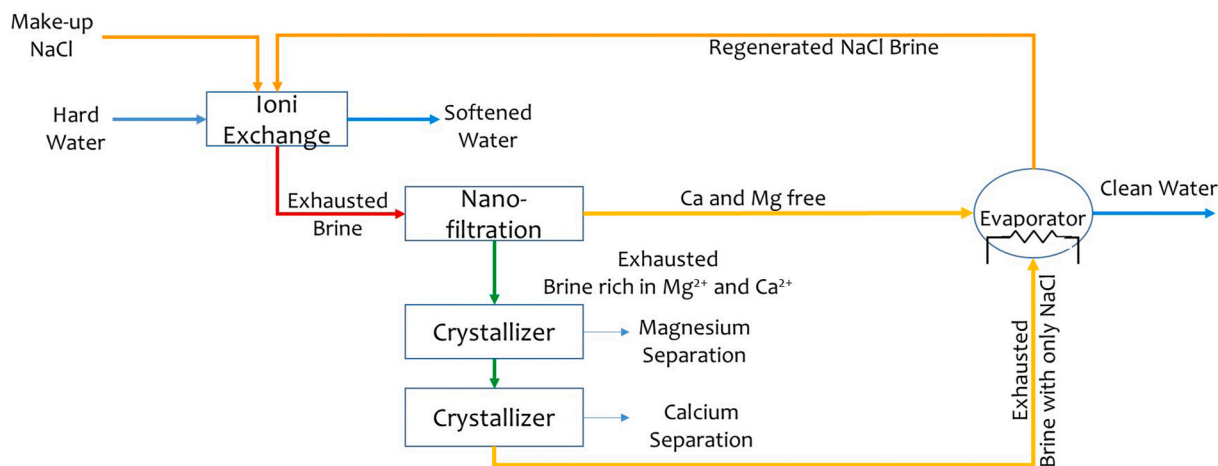 Make-up
NaCl
Regenerated NaCl Brine
Hard
Water
Ioni
Exchange
Softened
Water
Exhausted
Brine
Nano-
filtration
Ca and Mg free
Evaporator
Clean Water
Exhausted
Brine rich in Mg²⁺ and Ca²⁺
Crystallizer
Magnesium
Separation
Crystallizer
Calcium
Separation
Exhausted
Brine with only NaCl